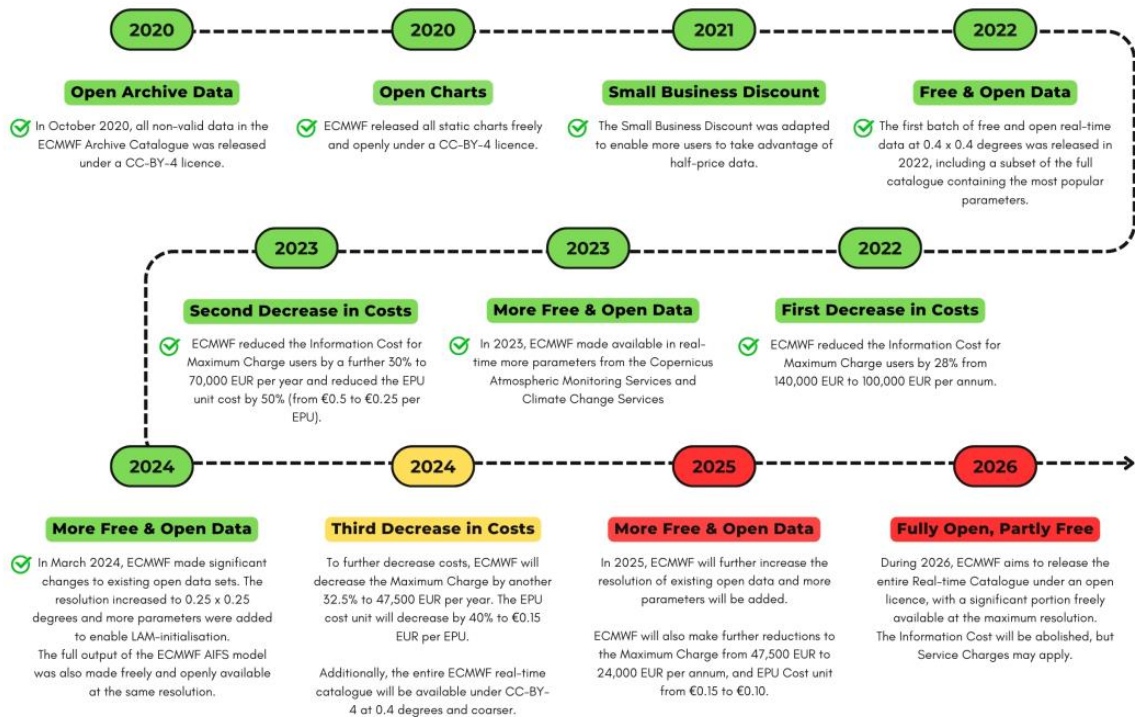 2020
2020
2021
2022
Open Archive Data
In October 2020, all non-valid data in the
ECMWF Archive Catalogue was released
under a CC-BY-4 licence.
Open Charts
ECMWF released all static charts freely
and openly under a CC-BY-4 licence.
Small Business Discount
The Small Business Discount was adapted
to enable more users to take advantage of
half-price data.
Free & Open Data
The first batch of free and open real-time
data at 0.4 x 0.4 degrees was released in
2022, including a subset of the full
catalogue containing the most popular
parameters.
2023
2023
2022
Second Decrease in Costs
ECMWF reduced the Information Cost for
Maximum Charge users by a further 30% to
70,000 EUR per year and reduced the EPU
unit cost by 50% (from €0.5 to €0.25 per
EPU).
More Free & Open Data
In 2023, ECMWF made available in real-
time more parameters from the Copernicus
Atmospheric Monitoring Services and
Climate Change Services
First Decrease in Costs
ECMWF reduced the Information Cost for
Maximum Charge users by 28% from
140,000 EUR to 100,000 EUR per annum.
2024
2024
2025
2026
More Free & Open Data
In March 2024, ECMWF made significant
changes to existing open data sets. The
resolution increased to 0.25 x 0.25
degrees and more parameters were added
to enable LAM-initialisation.
The full output of the ECMWF AIFS model
was also made freely and openly available
at the same resolution.
Third Decrease in Costs
To further decrease costs, ECMWF will
decrease the Maximum Charge by another
32.5% to 47,500 EUR per year. The EPU
cost unit will decrease by 40% to €0.15
EUR per EPU.
Additionally, the entire ECMWF real-time
catalogue will be available under CC-BY-
4 at 0.4 degrees and coarser.
More Free & Open Data
In 2025, ECMWF will further increase the
resolution of existing open data and more
parameters will be added.
ECMWF will also make further reductions to
the Maximum Charge from 47,500 EUR to
24,000 EUR per annum, and EPU Cost unit
from €0.15 to €0.10.
Fully Open, Partly Free
During 2026, ECMWF aims to release the
entire Real-time Catalogue under an open
licence, with a significant portion freely
available at the maximum resolution.
The Information Cost will be abolished, but
Service Charges may apply.